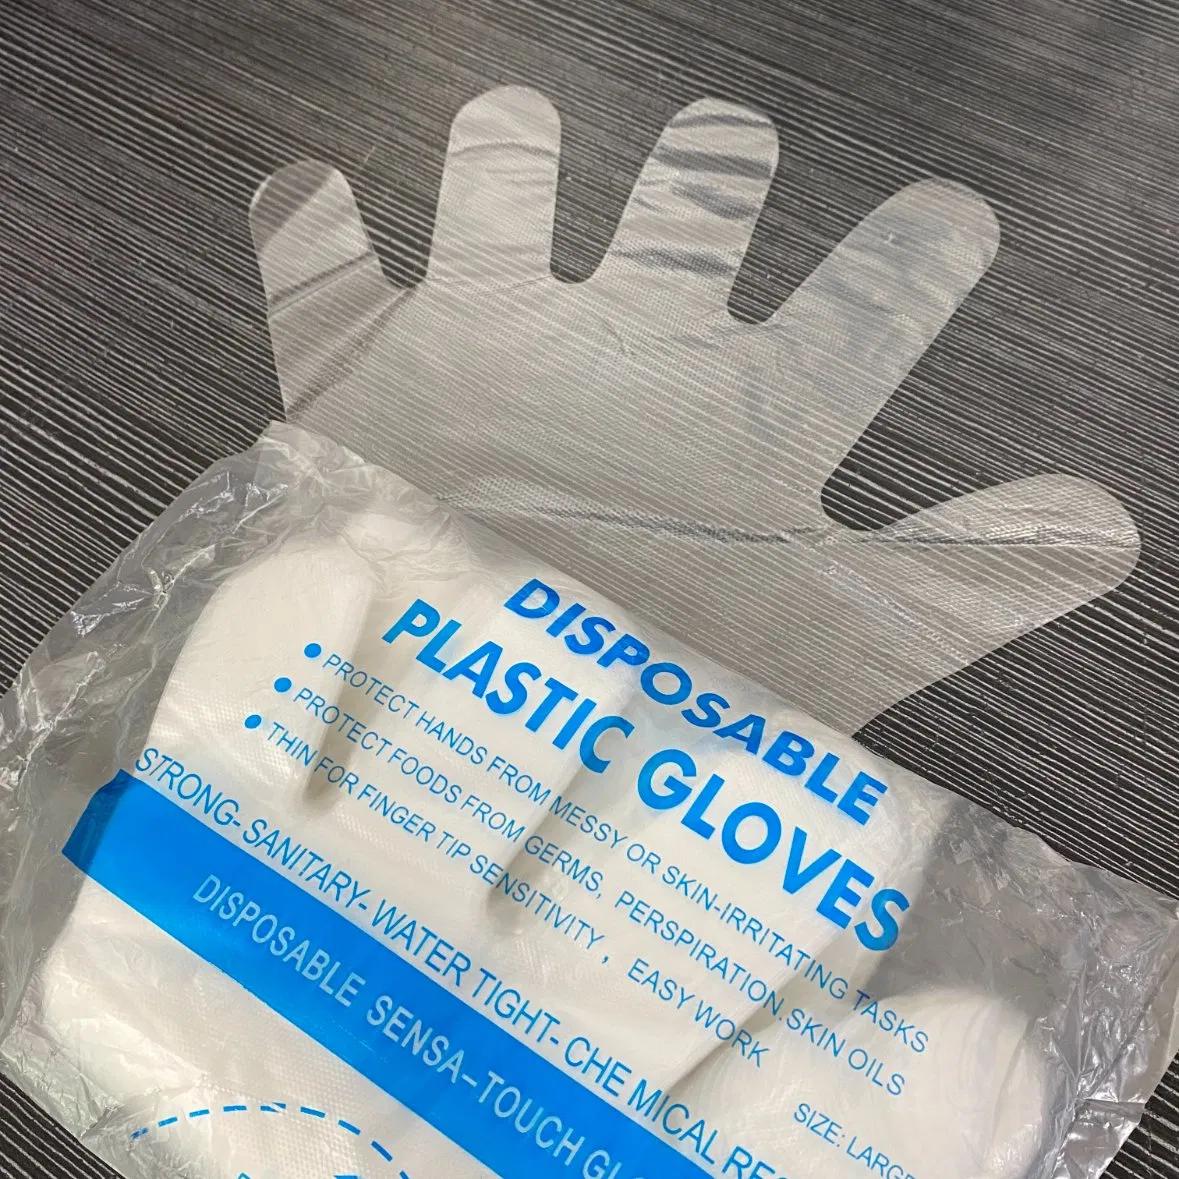 DISPOSABLE
PLASTIC GLOVES
• PROTECT HANDS FROM MESSY OR SKIN-IRRITATING TASKS
• PROTECT FOODS FROM GERMS, PERSPIRATION.SKIN OILS
• THIN FOR FINGER TIP SENSITIVITY , EASY WORK
SIZE: LARGE
STRONG- SANITARY- WATER TIGHT- CHE MICAL
DISPOSABLE SENSA-TOUCH